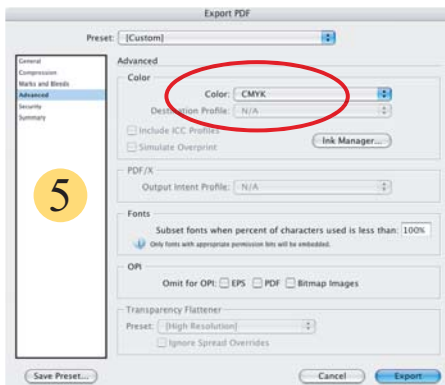 Export PDF
Preset: [Custom]
General
Compression
Marks and Bleeds
Advanced
Security
Summary
Advanced
Color
Color: CMYK
Destination Profile: N/A
Include ICC Profiles
Simulate Overprint
Ink Manager...
PDF/X
Output Intent Profile: N/A
5
Fonts
Subset fonts when percent of characters used is less than: 100%
Only fonts with appropriate permission bits will be embedded.
OPI
Omit for OPI: EPS PDF Bitmap Images
Transparency Flattener
Preset: [High Resolution]
Ignore Spread Overrides
Save Preset... Cancel Export